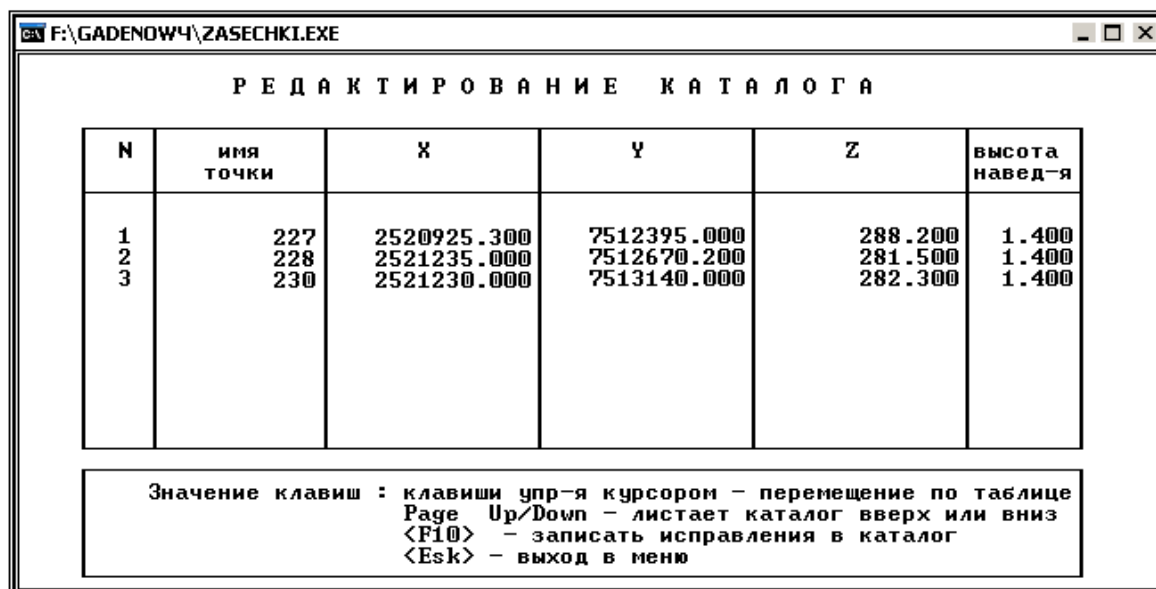 F:\GADENOWЧ\ZASECHKI.EXE
Р Е Д А К Т И Р О В А Н И Е   К А Т А Л О Г А
N имя точки X Y Z высота навед-я
1 227 2520925.300 7512395.000 288.200 1.400
2 228 2521235.000 7512670.200 281.500 1.400
3 230 2521230.000 7513140.000 282.300 1.400
Значение клавиш : клавиши упр-я курсором - перемещение по таблице
Page Up/Down - листает каталог вверх или вниз
<F10> - записать исправления в каталог
<Esk> - выход в меню